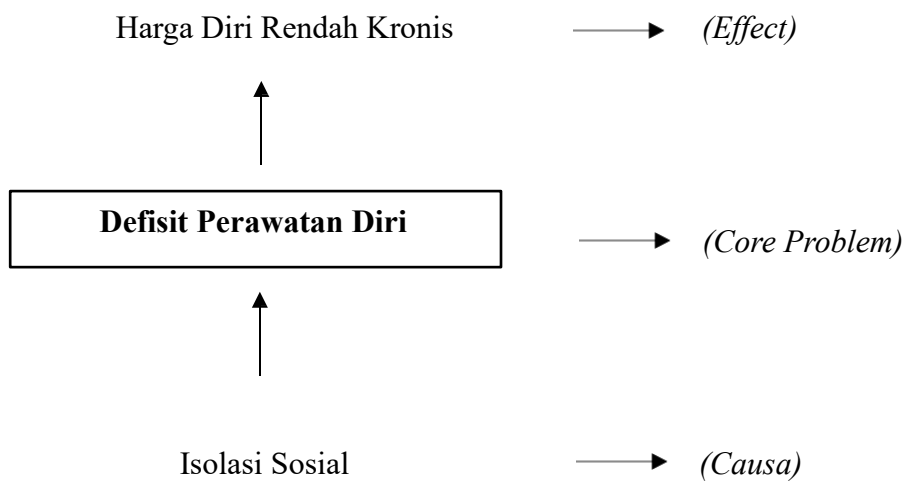 Harga Diri Rendah Kronis (Effect)
Defisit Perawatan Diri (Core Problem)
Isolasi Sosial (Causa)